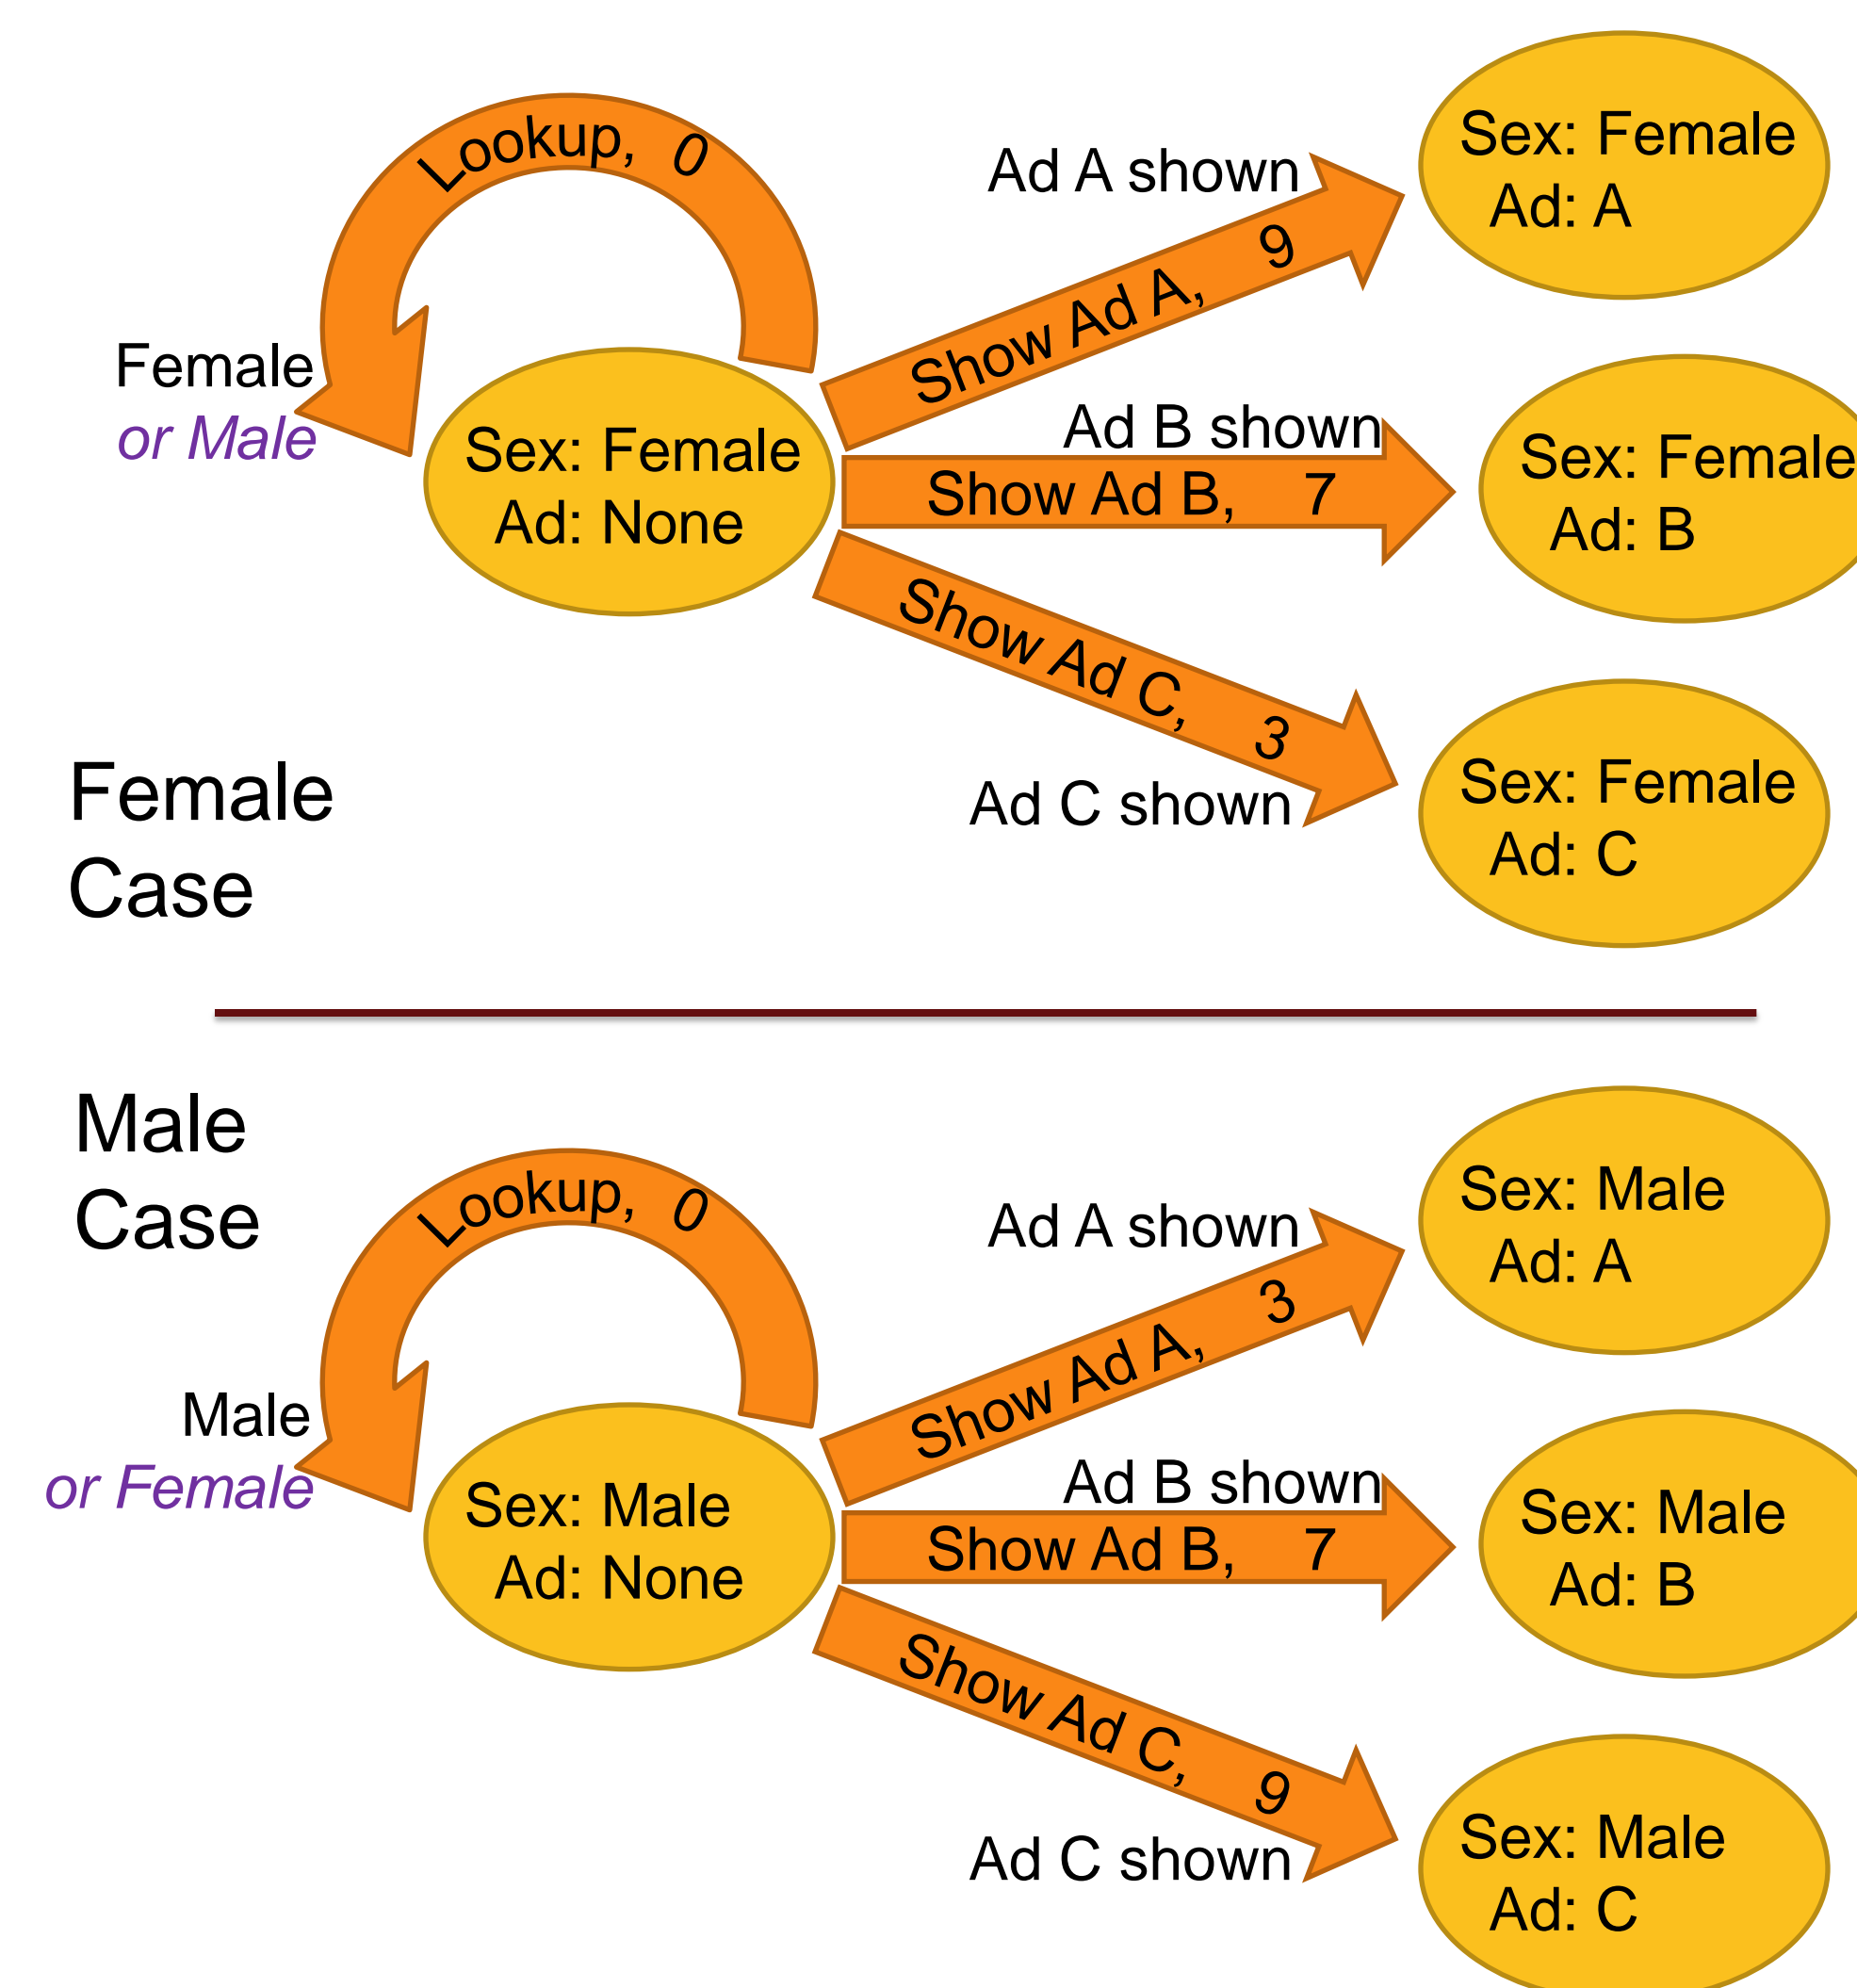 Lookup, 0
Ad A shown
Show Ad A, 9
Sex: Female
Ad: A
Female
or Male
Sex: Female
Ad: None
Ad B shown
Show Ad B, 7
Sex: Female
Ad: B
Show Ad C, 3
Ad C shown
Sex: Female
Ad: C
Female
Case
Male
Case
Lookup, 0
Ad A shown
Show Ad A, 3
Sex: Male
Ad: A
Male
or Female
Sex: Male
Ad: None
Ad B shown
Show Ad B, 7
Sex: Male
Ad: B
Show Ad C, 9
Ad C shown
Sex: Male
Ad: C